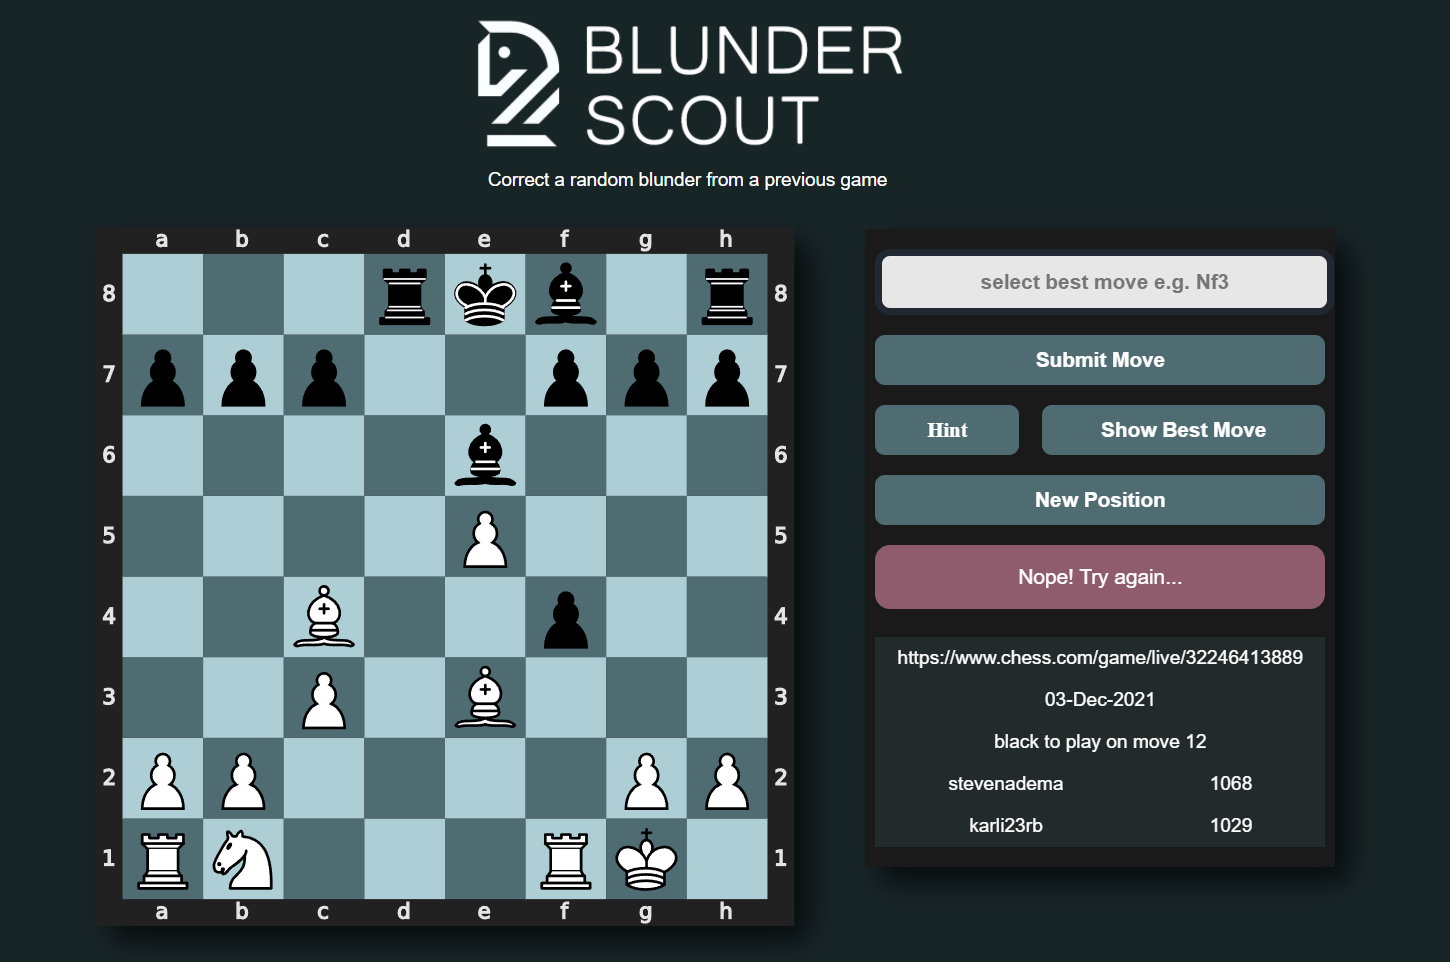 BLUNDER
SCOUT
Correct a random blunder from a previous game
a b c d e f g h
8 8
7 7
6 6
5 5
4 4
3 3
2 2
1 1
a b c d e f g h
select best move e.g. Nf3
Submit Move
Hint Show Best Move
New Position
Nope! Try again...
https://www.chess.com/game/live/32246413889
03-Dec-2021
black to play on move 12
stevenadema 1068
karli23rb 1029